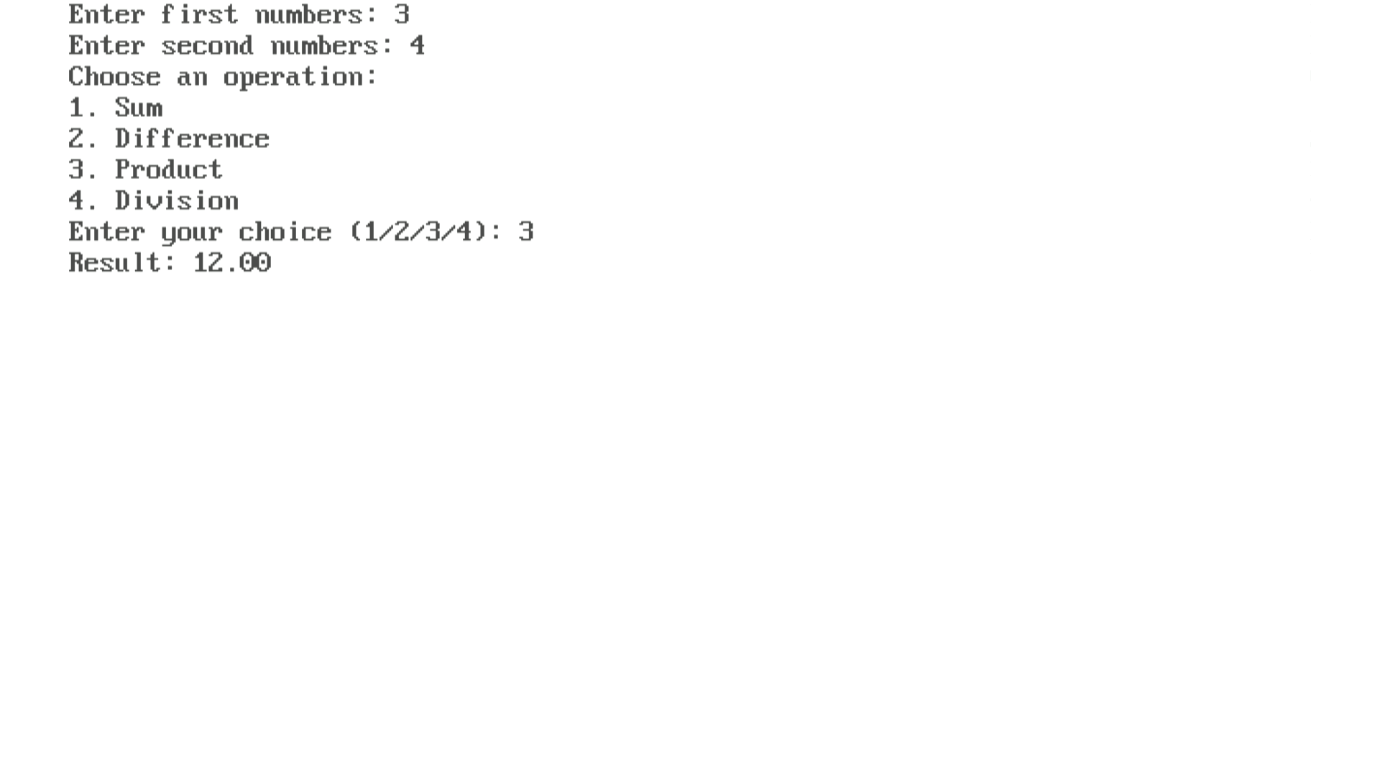 Enter first numbers: 3
Enter second numbers: 4
Choose an operation:
1. Sum
2. Difference
3. Product
4. Division
Enter your choice (1/2/3/4): 3
Result: 12.00